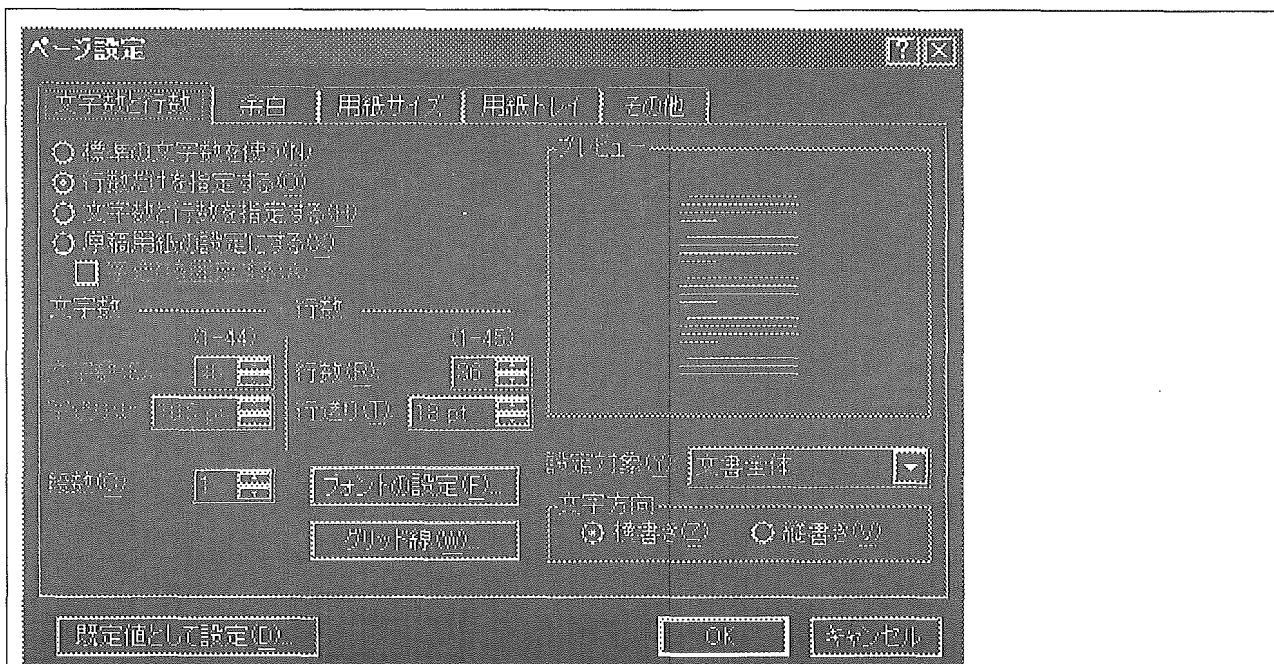 ページ設定
文字数と行数 余白 用紙サイズ 用紙トレイ その他
標準の文字数を使う(N)
行数だけを指定する(O)
文字数と行数を指定する(H)
原稿用紙の設定にする(X)
プレビュー
文字数 行数
(1-44) (1-45)
行数(R):
行送り(T): 18 pt
段数(C): 1
フォントの設定(F)...
グリッド線(W)...
設定対象(Y): 文書全体
文字方向
横書き(Z) 縦書き(V)
既定値として設定(D)... OK キャンセル